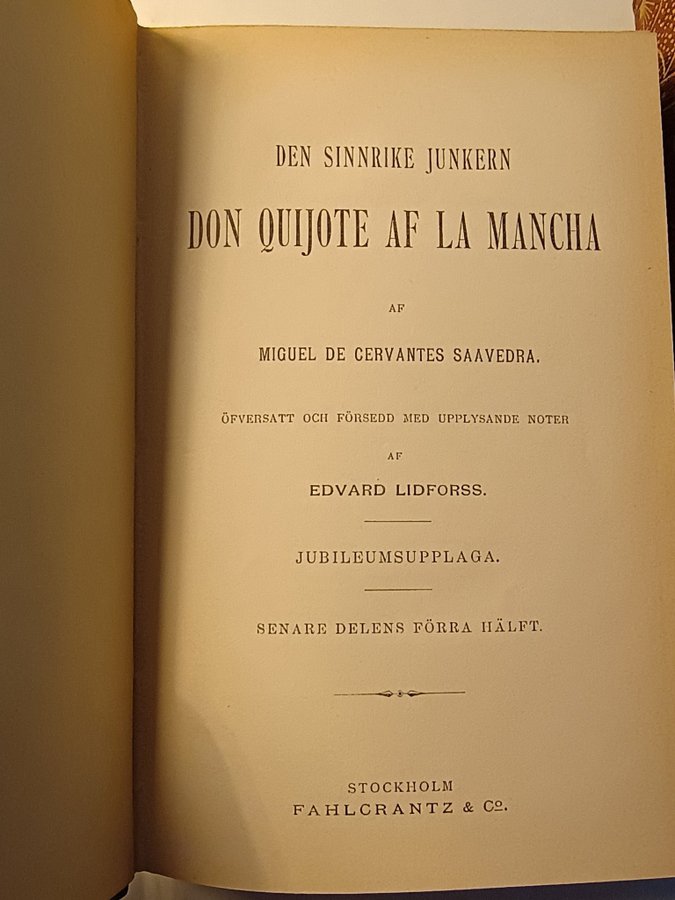 DEN SINNRIKE JUNKERN
DON QUIJOTE AF LA MANCHA
AF
MIGUEL DE CERVANTES SAAVEDRA.
ÖFVERSATT OCH FÖRSEDD MED UPPLYSANDE NOTER
AF
EDVARD LIDFORSS.
JUBILEUMSUPPLAGA.
SENARE DELENS FÖRRA HÄLFT.
STOCKHOLM
FAHLCRANTZ & Co.